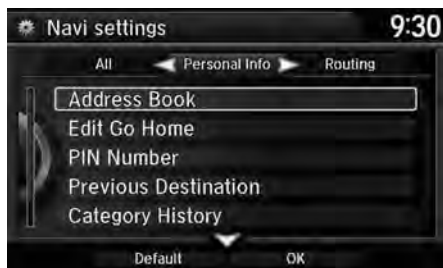 Navi settings 9:30
All Personal Info Routing
Address Book
Edit Go Home
PIN Number
Previous Destination
Category History
Default OK